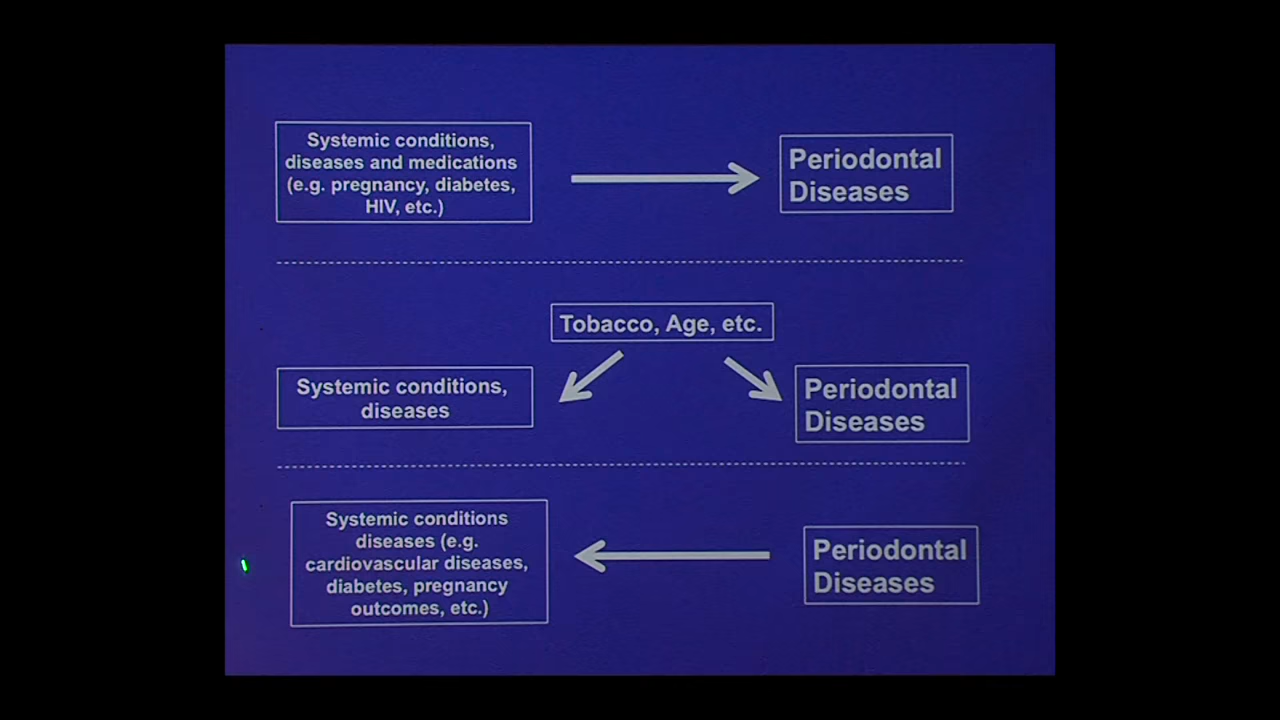 Systemic conditions,
diseases and medications
(e.g. pregnancy, diabetes,
HIV, etc.)
Periodontal
Diseases
Tobacco, Age, etc.
Systemic conditions,
diseases
Periodontal
Diseases
Systemic conditions
diseases (e.g.
cardiovascular diseases,
diabetes, pregnancy
outcomes, etc.)
Periodontal
Diseases